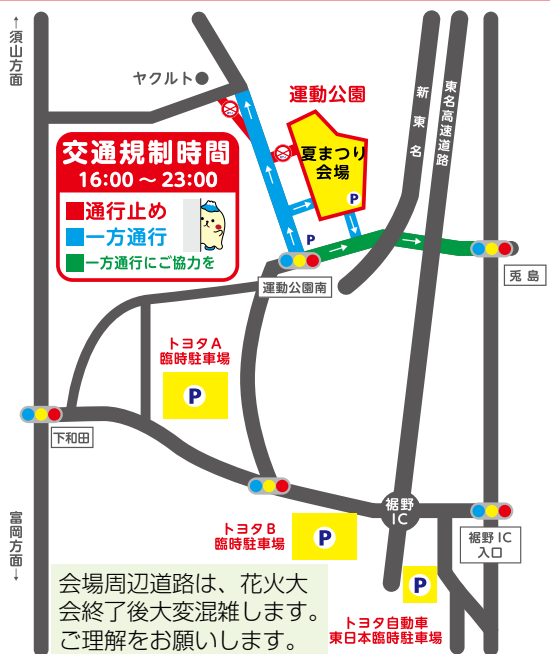 ←須山方面
ヤクルト
運動公園
夏まつり
会場
P
P
新東名
東名高速道路
交通規制時間
16:00 ～ 23:00
通行止め
一方通行
一方通行にご協力を
運動公園南
兎島
トヨタA
臨時駐車場
P
下和田
裾野
IC
トヨタB
臨時駐車場
P
裾野IC
入口
P
トヨタ自動車
東日本臨時駐車場
富岡方面→
会場周辺道路は、花火大
会終了後大変混雑します。
ご理解をお願いします。